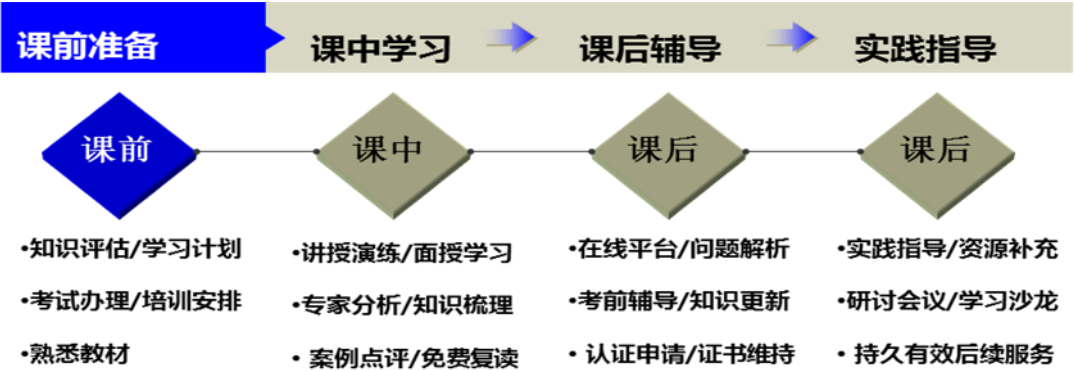 课前准备
课中学习
课后辅导
实践指导
课前
课中
课后
课后
•知识评估/学习计划
•讲授演练/面授学习
•在线平台/问题解析
•实践指导/资源补充
•考试办理/培训安排
•专家分析/知识梳理
•考前辅导/知识更新
•研讨会议/学习沙龙
•熟悉教材
• 案例点评/免费复读
• 认证申请/证书维持
• 持久有效后续服务